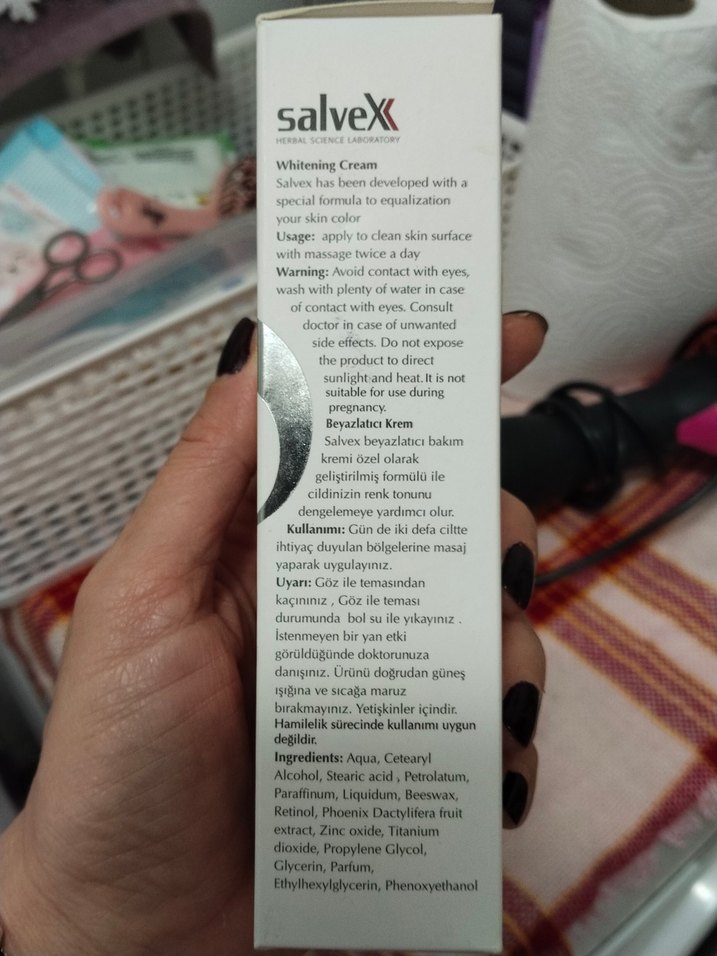 salvex
HERBAL SCIENCE LABORATORY
Whitening Cream
Salvex has been developed with a
special formula to equalization
your skin color
Usage: apply to clean skin surface
with massage twice a day
Warning: Avoid contact with eyes,
wash with plenty of water in case
of contact with eyes. Consult
doctor in case of unwanted
side effects. Do not expose
the product to direct
sunlight and heat. It is not
suitable for use during
pregnancy.
Beyazlatıcı Krem
Salvex beyazlatıcı bakım
kremi özel olarak
geliştirilmiş formülü ile
cildinizin renk tonunu
dengelemeye yardımcı olur.
Kullanımı: Gün de iki defa ciltte
ihtiyaç duyulan bölgelerine masaj
yaparak uygulayınız.
Uyarı: Göz ile temasından
kaçınınız , Göz ile teması
durumunda bol su ile yıkayınız .
İstenmeyen bir yan etki
görüldüğünde doktorunuza
danışınız. Ürünü doğrudan güneş
ışığına ve sıcağa maruz
bırakmayınız. Yetişkinler içindir.
Hamilelik sürecinde kullanımı uygun
değildir.
Ingredients: Aqua, Cetearyl
Alcohol, Stearic acid , Petrolatum,
Paraffinum, Liquidum, Beeswax,
Retinol, Phoenix Dactylifera fruit
extract, Zinc oxide, Titanium
dioxide, Propylene Glycol,
Glycerin, Parfum,
Ethylhexylglycerin, Phenoxyethanol